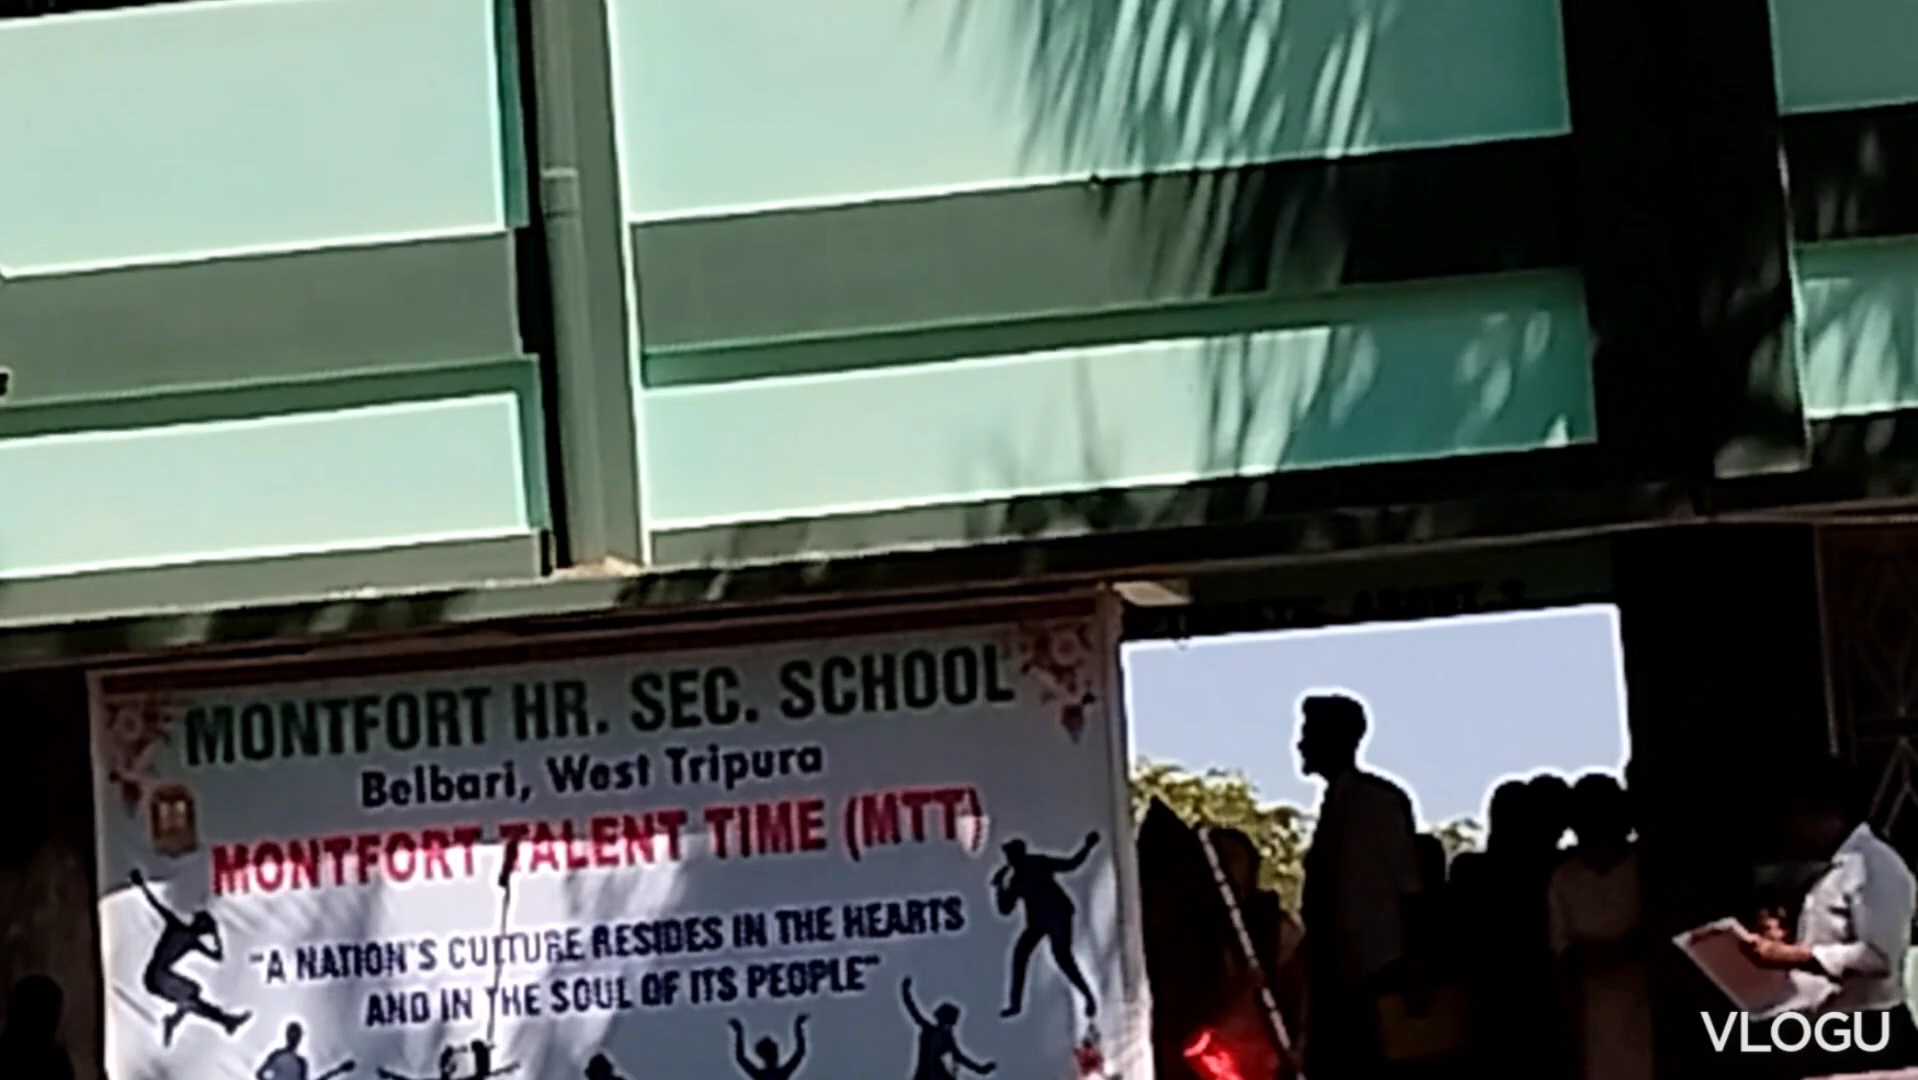 MONTFORT HR. SEC. SCHOOL
Belbari, West Tripura
MONTFORT TALENT TIME (MTT)
"A NATION'S CULTURE RESIDES IN THE HEARTS
AND IN THE SOUL OF ITS PEOPLE"
VLOGU